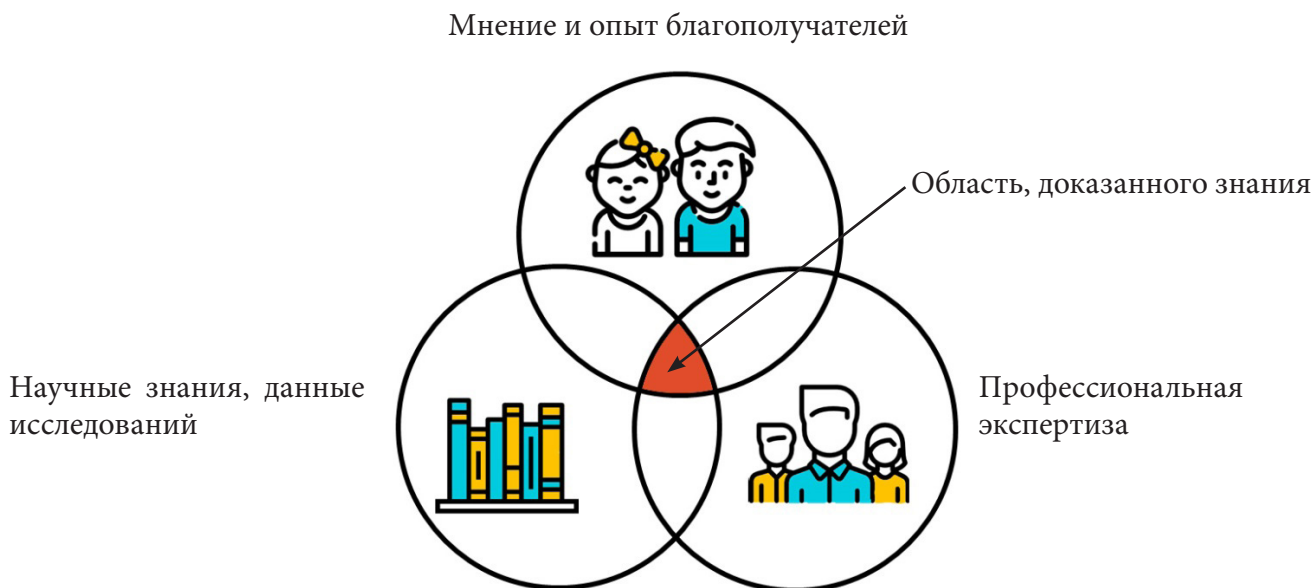 Мнение и опыт благополучателей
Область, доказанного знания
Научные знания, данные
исследований
Профессиональная
экспертиза